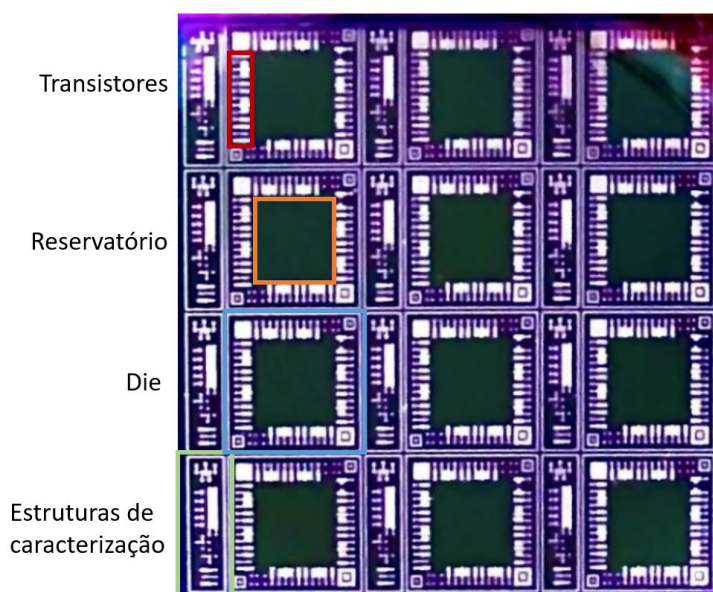 Transistores
Reservatório
Die
Estruturas de
caracterização